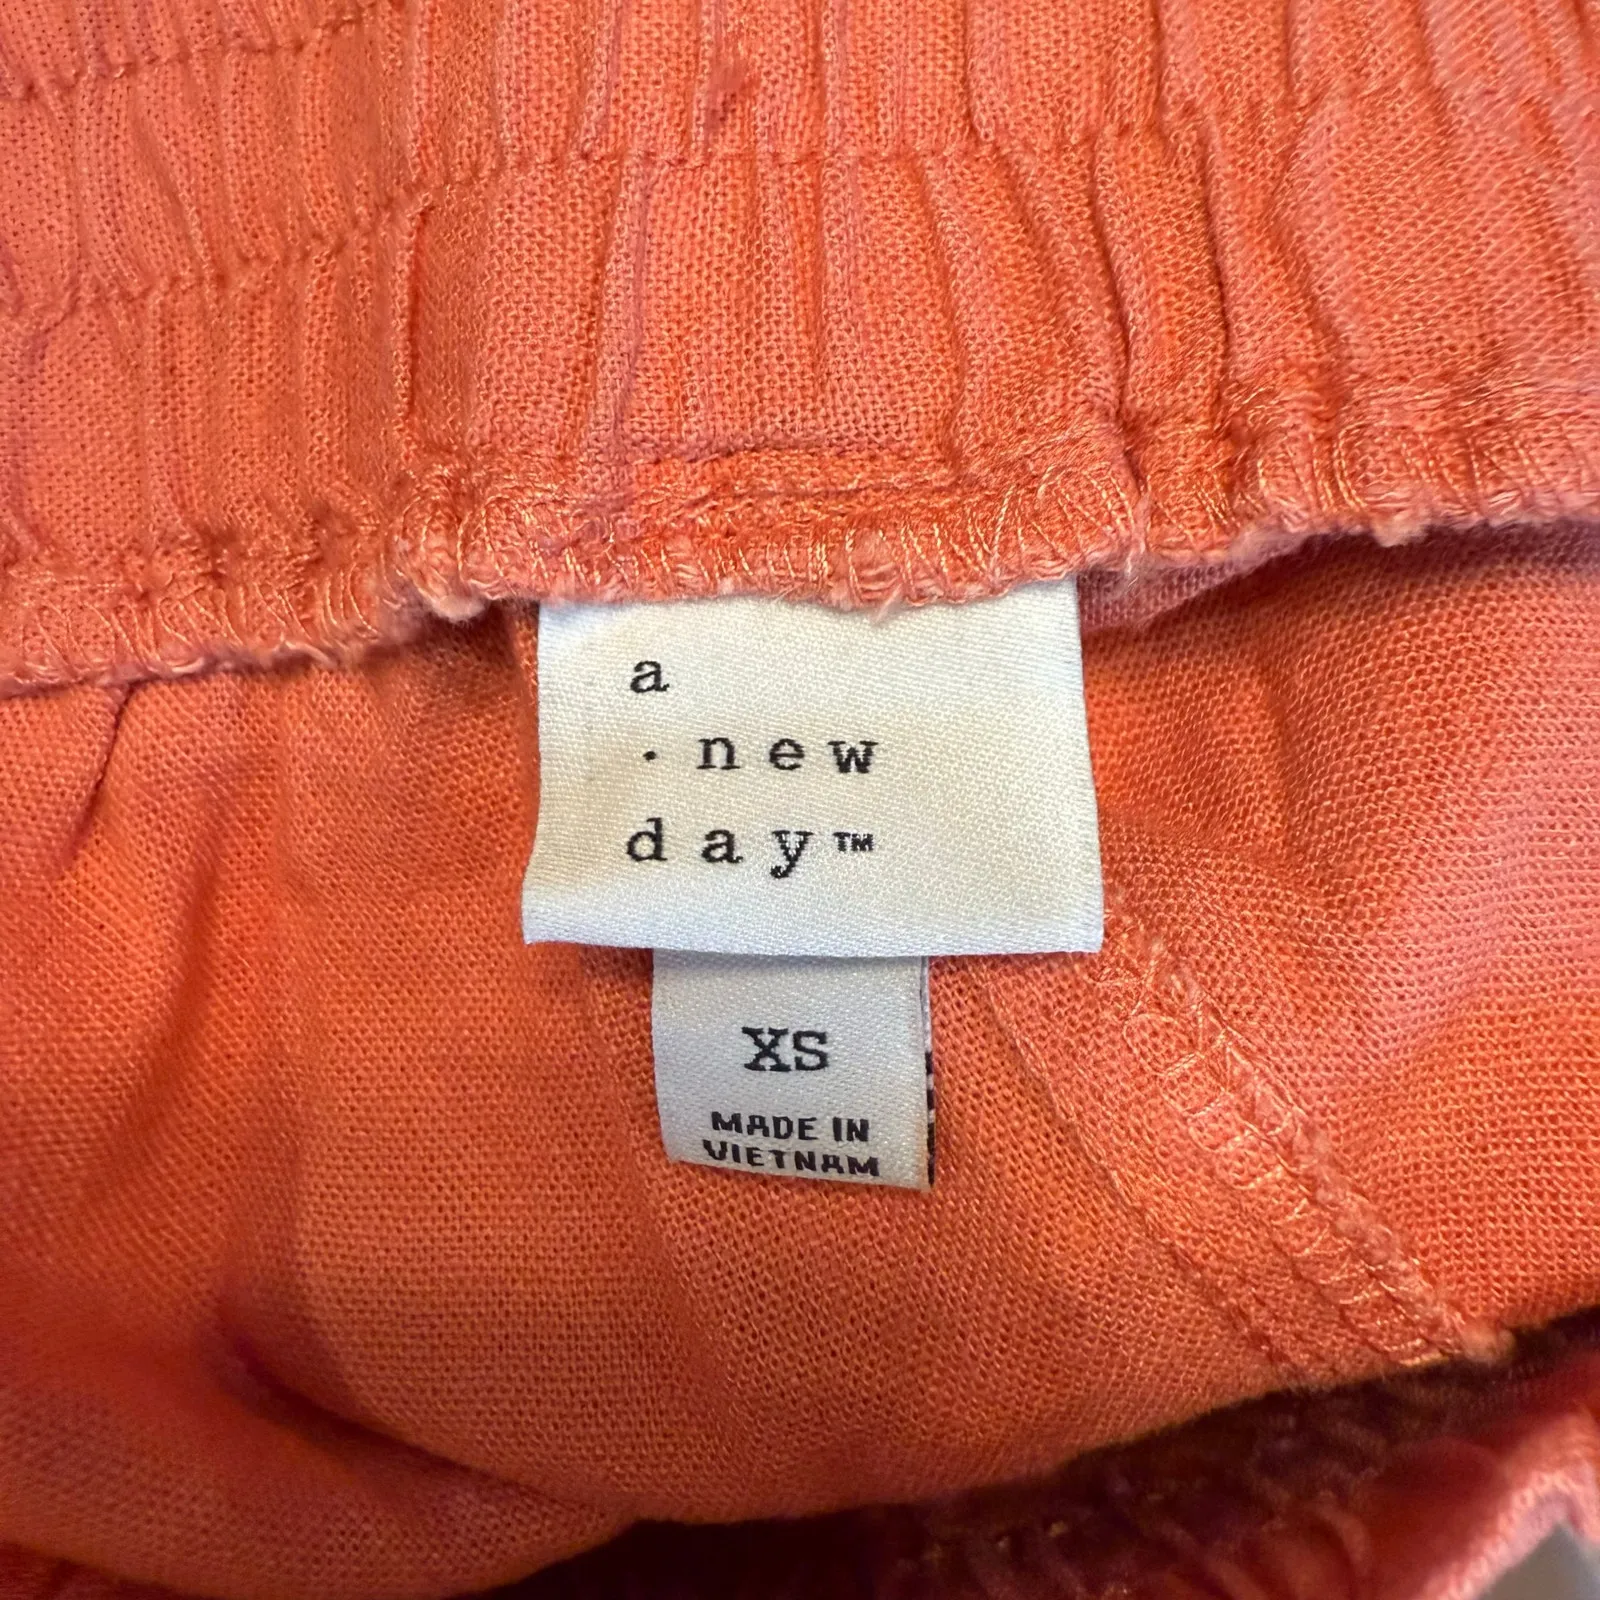 a
· new
day™
XS
MADE IN
VIETNAM